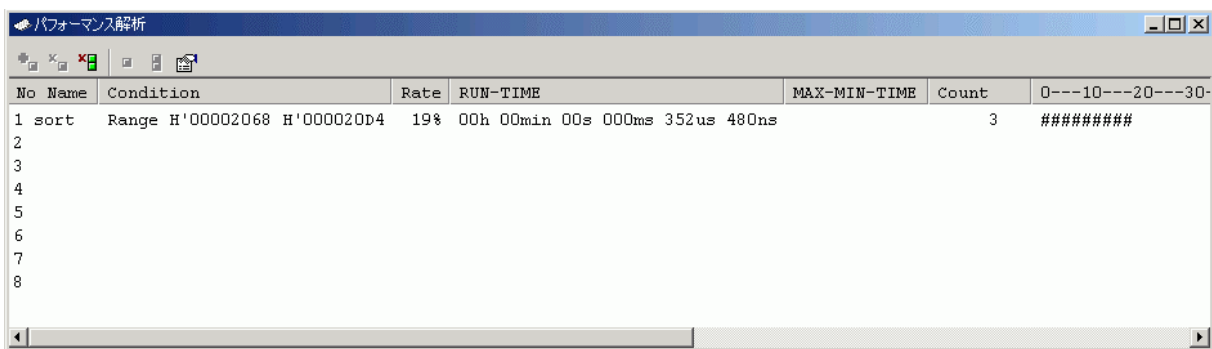 パフォーマンス解析
No Name Condition Rate RUN-TIME MAX-MIN-TIME Count 0---10---20---30-
1 sort Range H'00002068 H'000020D4 19% 00h 00min 00s 000ms 352us 480ns 3 #########
2
3
4
5
6
7
8